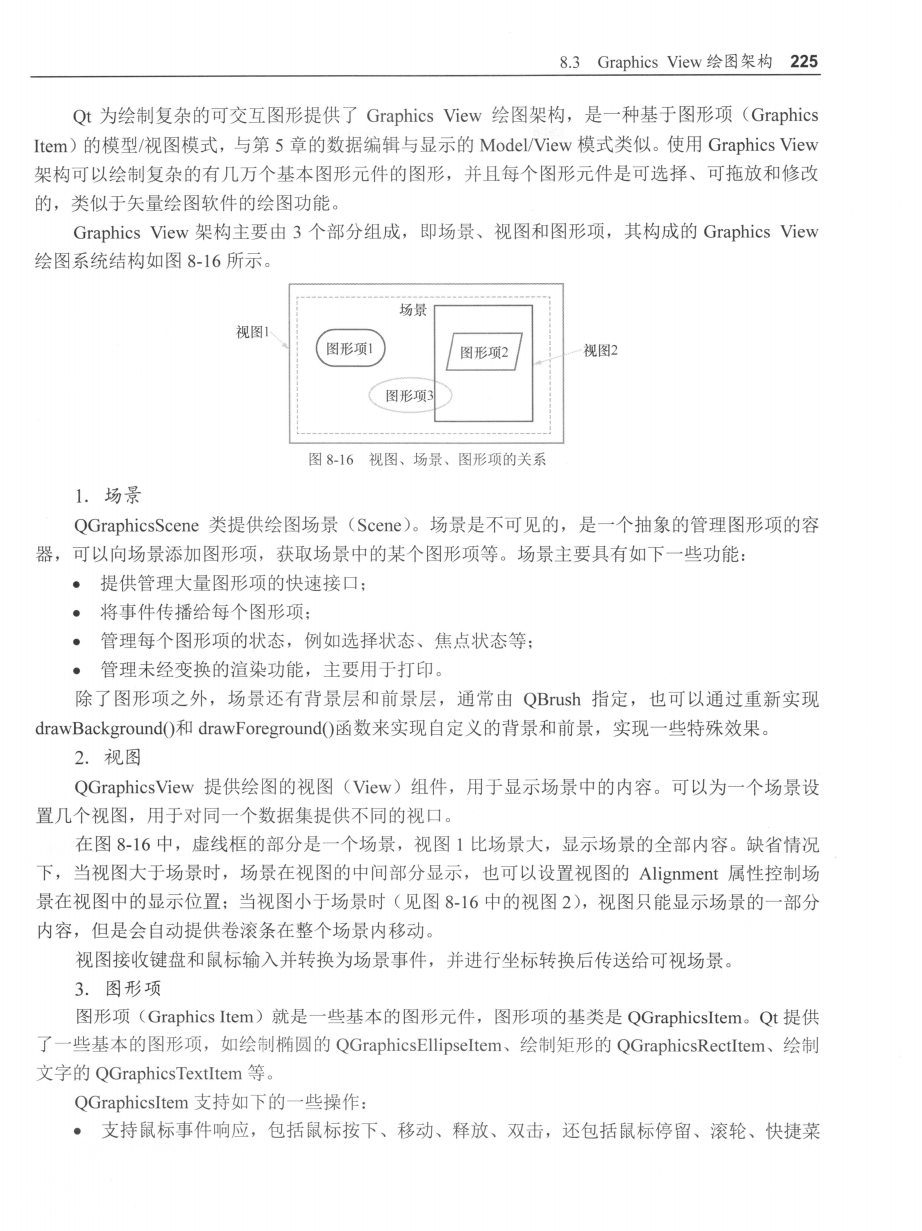 8.3 Graphics View 绘图架构 225
Qt 为绘制复杂的可交互图形提供了 Graphics View 绘图架构，是一种基于图形项（Graphics
Item）的模型/视图模式，与第 5 章的数据编辑与显示的 Model/View 模式类似。使用 Graphics View
架构可以绘制复杂的有几万个基本图形元件的图形，并且每个图形元件是可选择、可拖放和修改
的，类似于矢量绘图软件的绘图功能。
Graphics View 架构主要由 3 个部分组成，即场景、视图和图形项，其构成的 Graphics View
绘图系统结构如图 8-16 所示。
场景
视图1
图形项1
图形项2
视图2
图形项3
图 8-16 视图、场景、图形项的关系
1．场景
QGraphicsScene 类提供绘图场景（Scene）。场景是不可见的，是一个抽象的管理图形项的容
器，可以向场景添加图形项，获取场景中的某个图形项等。场景主要具有如下一些功能：
• 提供管理大量图形项的快速接口；
• 将事件传播给每个图形项；
• 管理每个图形项的状态，例如选择状态、焦点状态等；
• 管理未经变换的渲染功能，主要用于打印。
除了图形项之外，场景还有背景层和前景层，通常由 QBrush 指定，也可以通过重新实现
drawBackground()和 drawForeground()函数来实现自定义的背景和前景，实现一些特殊效果。
2．视图
QGraphicsView 提供绘图的视图（View）组件，用于显示场景中的内容。可以为一个场景设
置几个视图，用于对同一个数据集提供不同的视口。
在图 8-16 中，虚线框的部分是一个场景，视图 1 比场景大，显示场景的全部内容。缺省情况
下，当视图大于场景时，场景在视图的中间部分显示，也可以设置视图的 Alignment 属性控制场
景在视图中的显示位置；当视图小于场景时（见图 8-16 中的视图 2），视图只能显示场景的一部分
内容，但是会自动提供卷滚条在整个场景内移动。
视图接收键盘和鼠标输入并转换为场景事件，并进行坐标转换后传送给可视场景。
3．图形项
图形项（Graphics Item）就是一些基本的图形元件，图形项的基类是 QGraphicsItem。Qt 提供
了一些基本的图形项，如绘制椭圆的 QGraphicsEllipseItem、绘制矩形的 QGraphicsRectItem、绘制
文字的 QGraphicsTextItem 等。
QGraphicsItem 支持如下的一些操作：
• 支持鼠标事件响应，包括鼠标按下、移动、释放、双击，还包括鼠标停留、滚轮、快捷菜